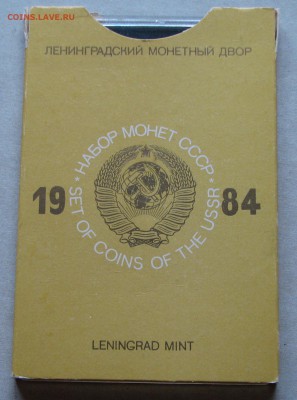 COINS.LAVE.RU
ЛЕНИНГРАДСКИЙ МОНЕТНЫЙ ДВОР
• НАБОР МОНЕТ СССР •
19 84
SET OF COINS OF THE USSR
LENINGRAD MINT